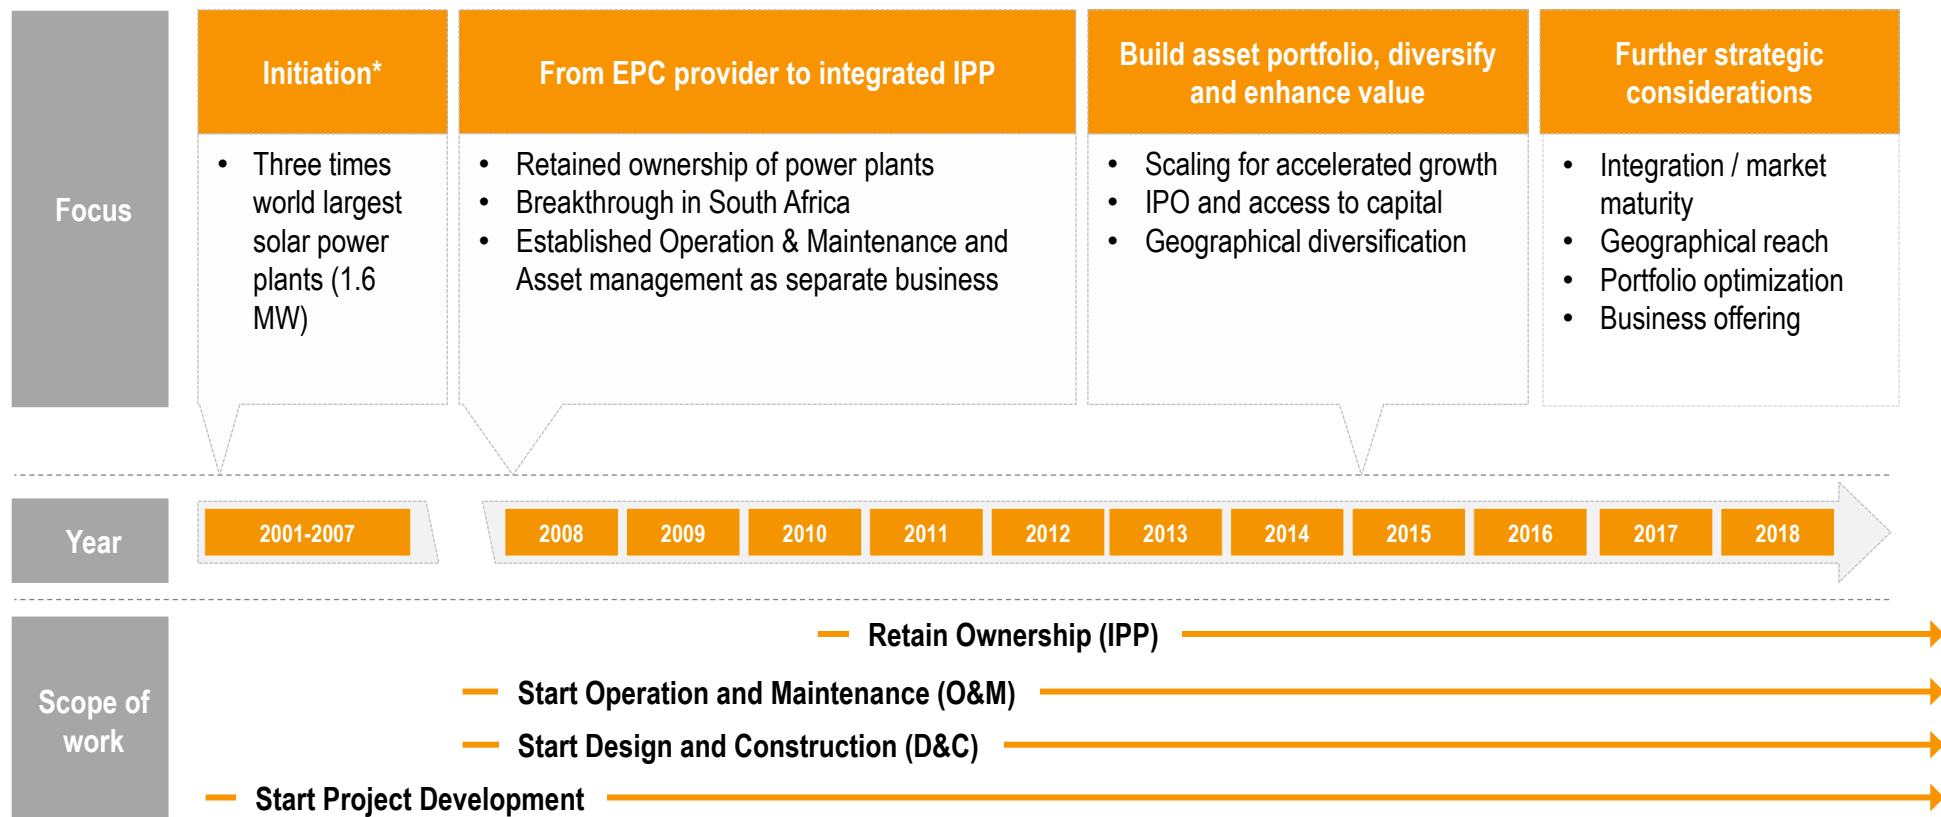 Focus
Initiation*
• Three times
world largest
solar power
plants (1.6
MW)
From EPC provider to integrated IPP
• Retained ownership of power plants
• Breakthrough in South Africa
• Established Operation & Maintenance and
Asset management as separate business
Build asset portfolio, diversify
and enhance value
• Scaling for accelerated growth
• IPO and access to capital
• Geographical diversification
Further strategic
considerations
• Integration / market
maturity
• Geographical reach
• Portfolio optimization
• Business offering
Year
2001-2007
2008
2009
2010
2011
2012
2013
2014
2015
2016
2017
2018
Scope of
work
Retain Ownership (IPP)
Start Operation and Maintenance (O&M)
Start Design and Construction (D&C)
Start Project Development